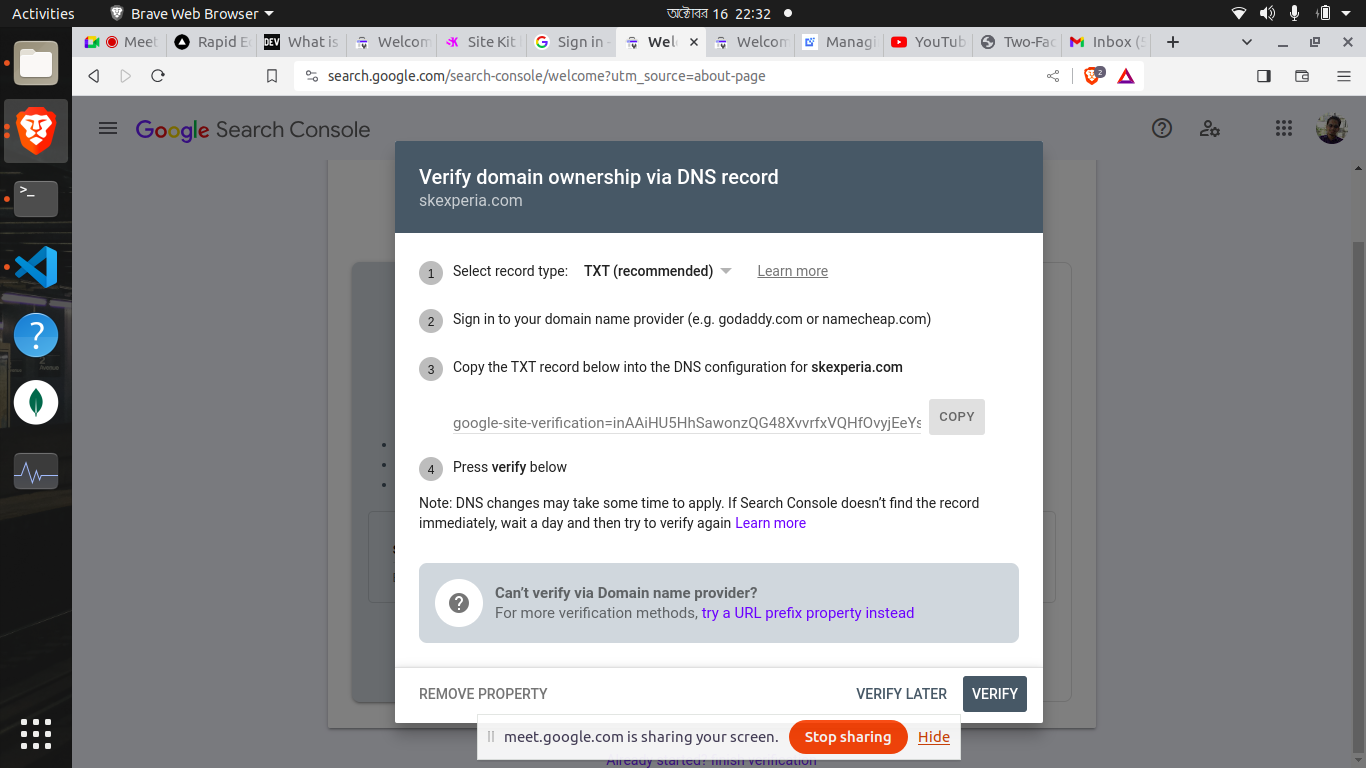 Activities
Brave Web Browser
অক্টোবর 16 22:32
Meet
Rapid E
DEV
What is
Welcom
Site Kit
Sign in -
Wel
Welcom
Managi
YouTub
Two-Fac
Inbox (5
search.google.com/search-console/welcome?utm_source=about-page
2
Google Search Console
Verify domain ownership via DNS record
skexperia.com
1 Select record type: TXT (recommended) Learn more
2 Sign in to your domain name provider (e.g. godaddy.com or namecheap.com)
3 Copy the TXT record below into the DNS configuration for skexperia.com
google-site-verification=inAAiHU5HhSawonzQG48XvvrfxVQHfOvyjEeYs
COPY
4 Press verify below
Note: DNS changes may take some time to apply. If Search Console doesn't find the record
immediately, wait a day and then try to verify again Learn more
Can't verify via Domain name provider?
For more verification methods, try a URL prefix property instead
REMOVE PROPERTY
VERIFY LATER
VERIFY
meet.google.com is sharing your screen.
Stop sharing
Hide
Already started? finish verification